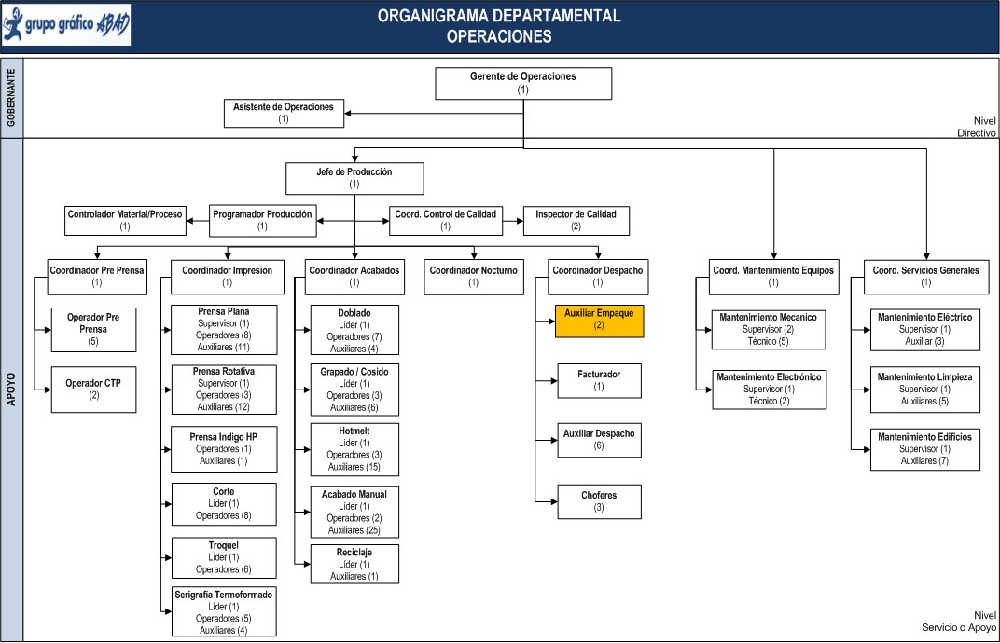 grupo gráfico ABAD
ORGANIGRAMA DEPARTAMENTAL
OPERACIONES
GOBERNANTE
Gerente de Operaciones
(1)
Asistente de Operaciones
(1)
Nivel
Directivo
APOYO
Jefe de Producción
(1)
Controlador Material/Proceso
(1)
Programador Producción
(1)
Coord. Control de Calidad
(1)
Inspector de Calidad
(2)
Coordinador Pre Prensa
(1)
Operador Pre
Prensa
(5)
Operador CTP
(2)
Coordinador Impresión
(1)
Prensa Plana
Supervisor (1)
Operadores (8)
Auxiliares (11)
Prensa Rotativa
Supervisor (1)
Operadores (3)
Auxiliares (12)
Prensa Indigo HP
Operadores (1)
Auxiliares (1)
Corte
Líder (1)
Operadores (8)
Troquel
Líder (1)
Operadores (6)
Serigrafía Termoformado
Líder (1)
Operadores (5)
Auxiliares (4)
Coordinador Acabados
(1)
Doblado
Líder (1)
Operadores (7)
Auxiliares (4)
Grapado / Cosido
Líder (1)
Operadores (3)
Auxiliares (6)
Hotmelt
Líder (1)
Operadores (3)
Auxiliares (15)
Acabado Manual
Líder (1)
Operadores (2)
Auxiliares (25)
Reciclaje
Líder (1)
Auxiliares (1)
Coordinador Nocturno
(1)
Coordinador Despacho
(1)
Auxiliar Empaque
(2)
Facturador
(1)
Auxiliar Despacho
(6)
Choferes
(3)
Coord. Mantenimiento Equipos
(1)
Mantenimiento Mecanico
Supervisor (2)
Técnico (5)
Mantenimiento Electrónico
Supervisor (1)
Técnico (2)
Coord. Servicios Generales
(1)
Mantenimiento Eléctrico
Supervisor (1)
Auxiliar (3)
Mantenimiento Limpieza
Supervisor (1)
Auxiliares (5)
Mantenimiento Edificios
Supervisor (1)
Auxiliares (7)
Nivel
Servicio o Apoyo